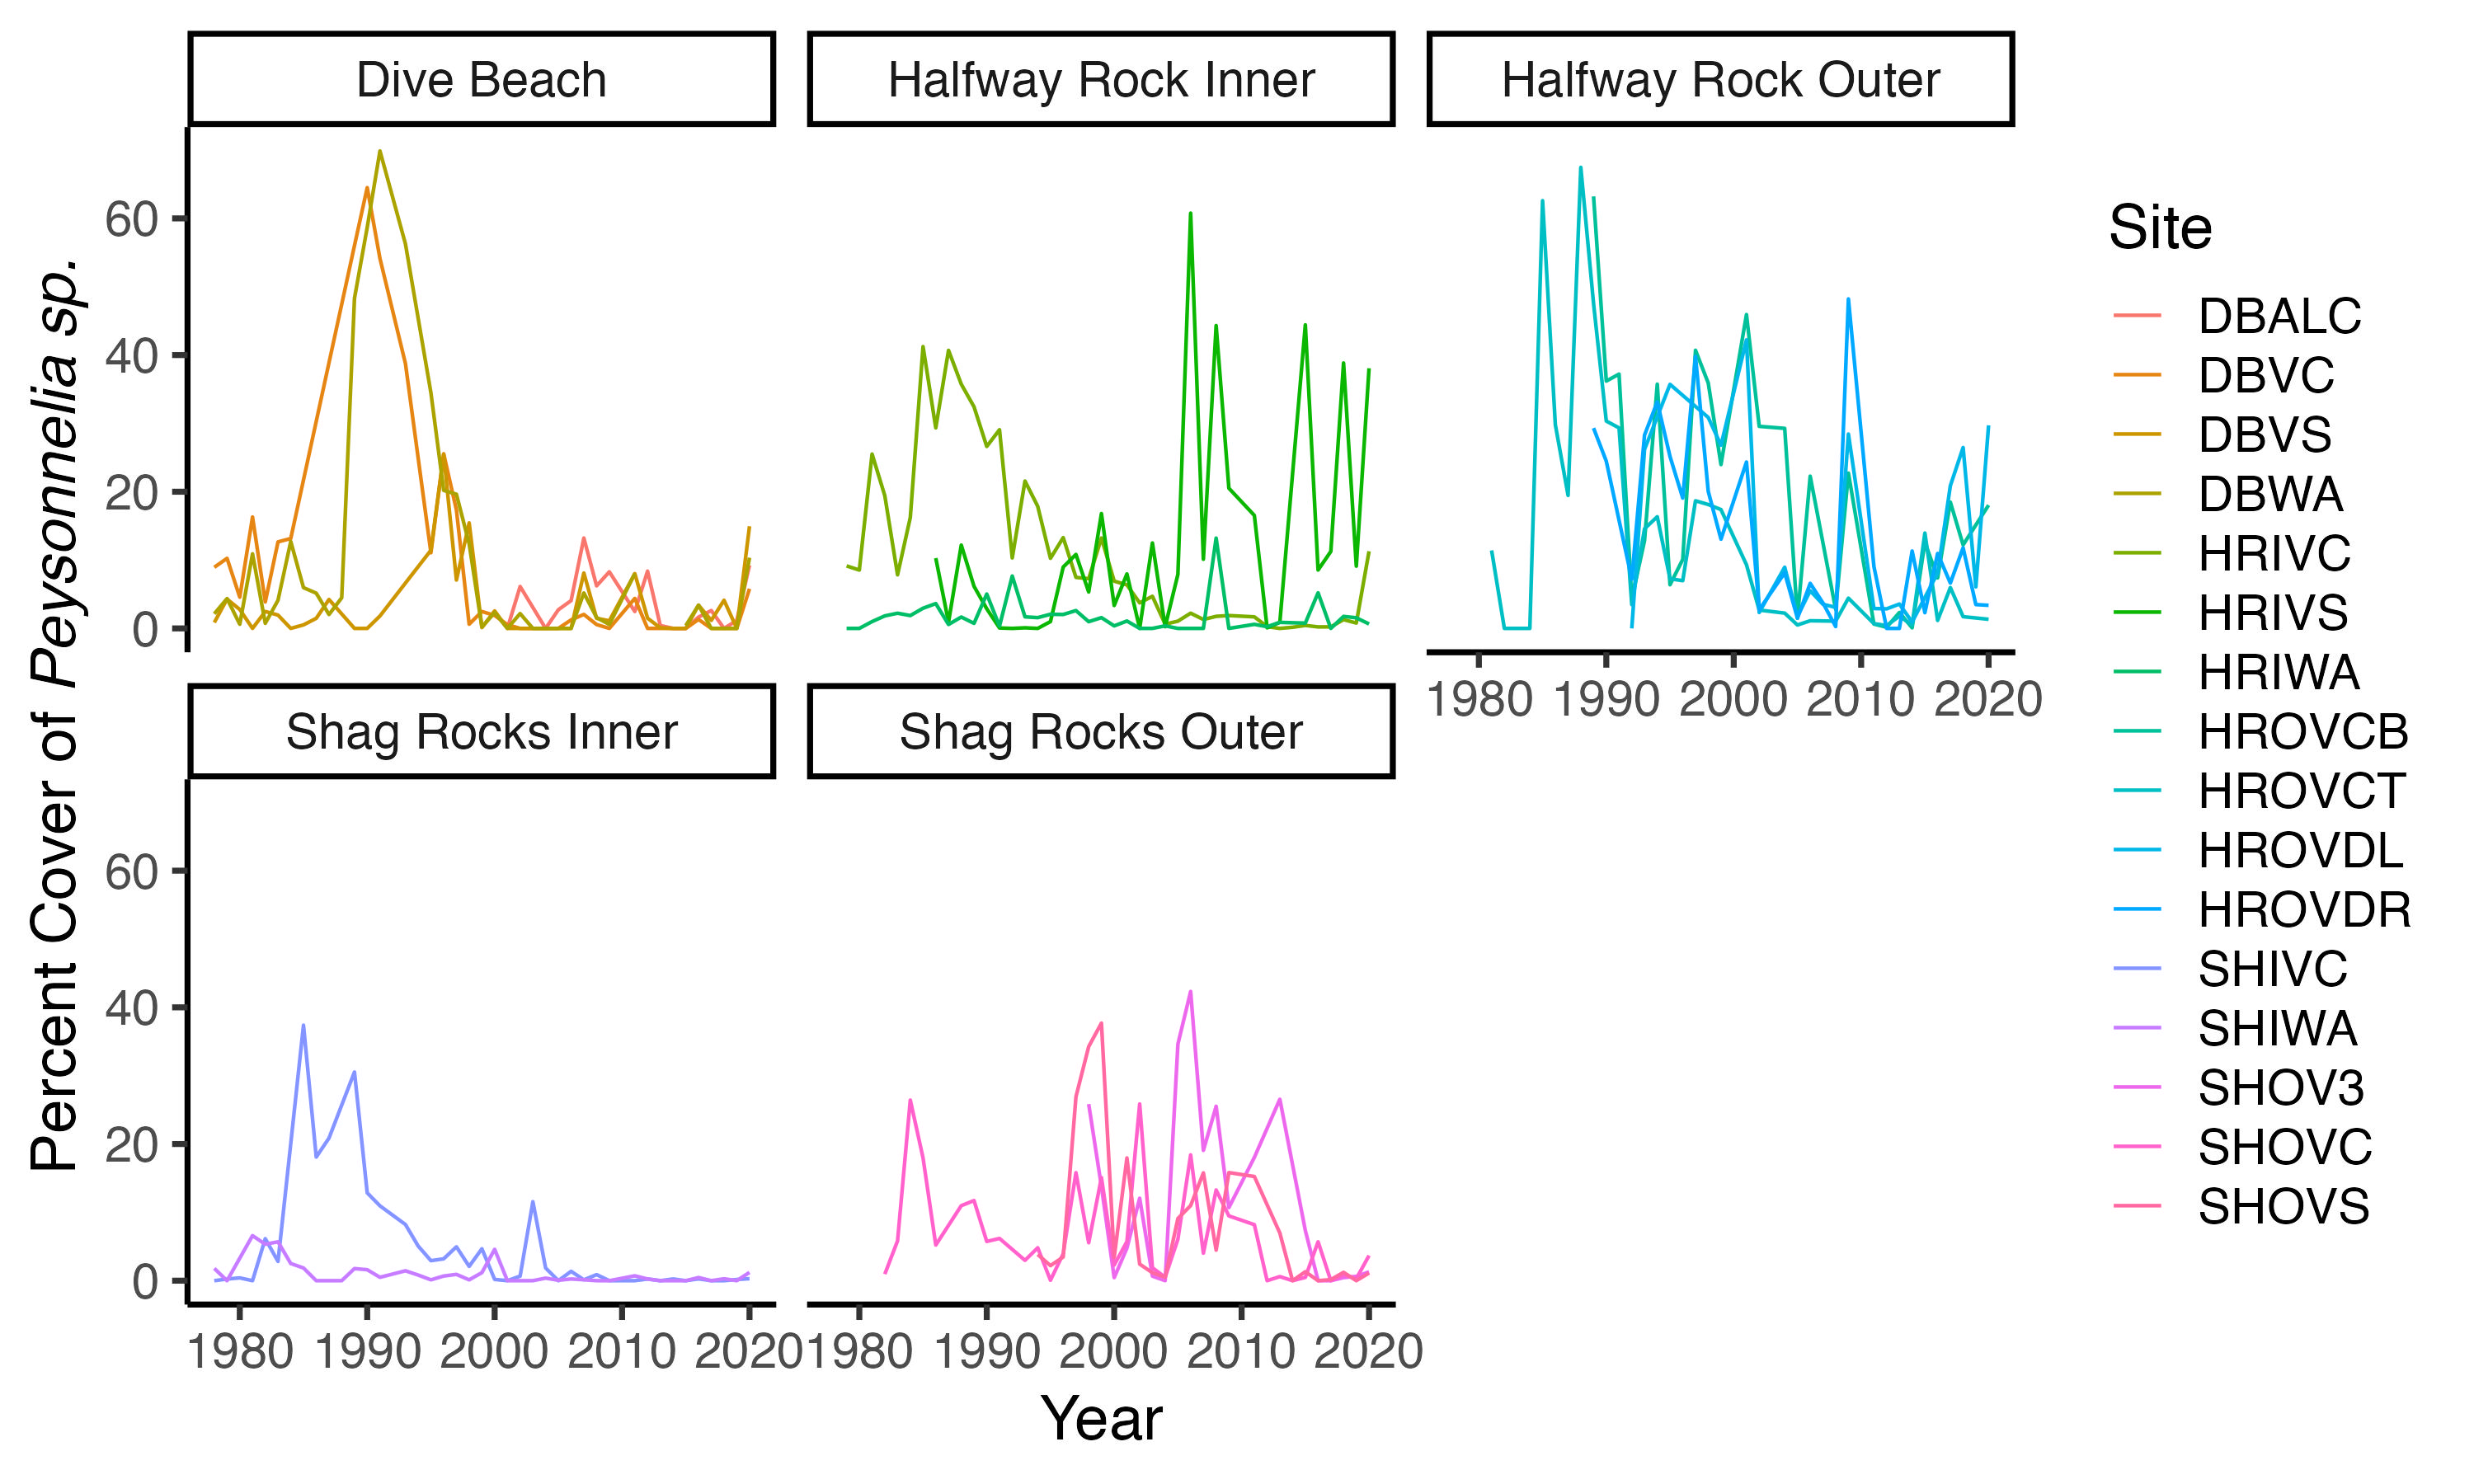 Dive Beach
Halfway Rock Inner
Halfway Rock Outer
Percent Cover of Peysonnelia sp.
60
40
20
0
1980 1990 2000 2010 2020
Shag Rocks Inner
Shag Rocks Outer
60
40
20
0
1980 1990 2000 2010 2020
1980 1990 2000 2010 2020
Year
Site
DBALC
DBVC
DBVS
DBWA
HRIVC
HRIVS
HRIWA
HROVCB
HROVCT
HROVDL
HROVDR
SHIVC
SHIWA
SHOV3
SHOVC
SHOVS